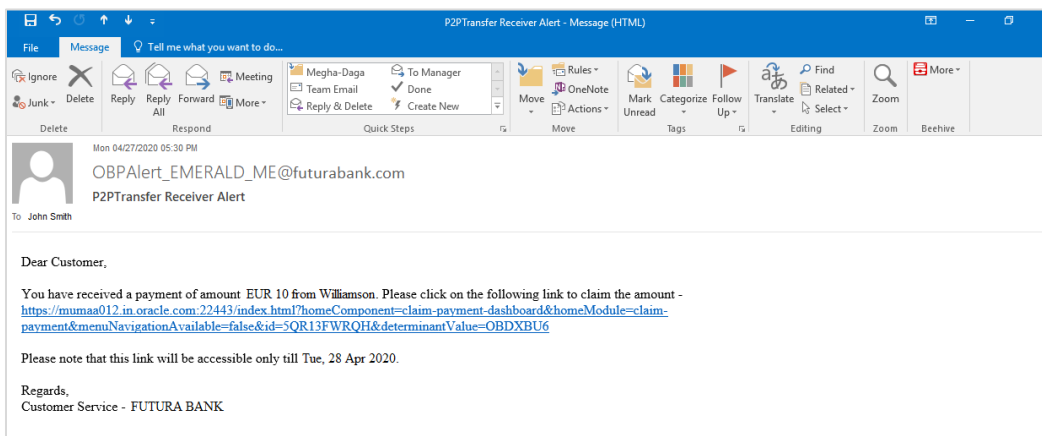 P2PTransfer Receiver Alert - Message (HTML)
File Message Tell me what you want to do...
Ignore
Junk
Delete
Reply
Reply All
Forward
Meeting
More
Megha-Daga
Team Email
Reply & Delete
To Manager
Done
Create New
Move
Rules
OneNote
Actions
Mark Unread
Categorize
Follow Up
Translate
Find
Related
Select
Zoom
More
Delete Respond Quick Steps Move Tags Editing Zoom Beehive
Mon 04/27/2020 05:30 PM
OBPAlert_EMERALD_ME@futurabank.com
P2PTransfer Receiver Alert
To John Smith
Dear Customer,
You have received a payment of amount EUR 10 from Williamson. Please click on the following link to claim the amount -
https://mumaa012.in.oracle.com:22443/index.html?homeComponent=claim-payment-dashboard&homeModule=claim-
payment&menuNavigationAvailable=false&id=5QR13FWRQH&determinantValue=OBDXBU6
Please note that this link will be accessible only till Tue, 28 Apr 2020.
Regards,
Customer Service - FUTURA BANK